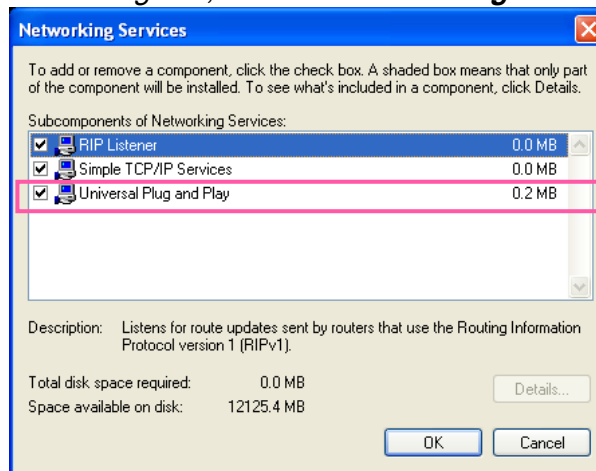 Networking Services
To add or remove a component, click the check box. A shaded box means that only part
of the component will be installed. To see what's included in a component, click Details.
Subcomponents of Networking Services:
RIP Listener 0.0 MB
Simple TCP/IP Services 0.0 MB
Universal Plug and Play 0.2 MB
Description: Listens for route updates sent by routers that use the Routing Information
Protocol version 1 (RIPv1).
Total disk space required: 0.0 MB
Details...
Space available on disk: 12125.4 MB
OK Cancel